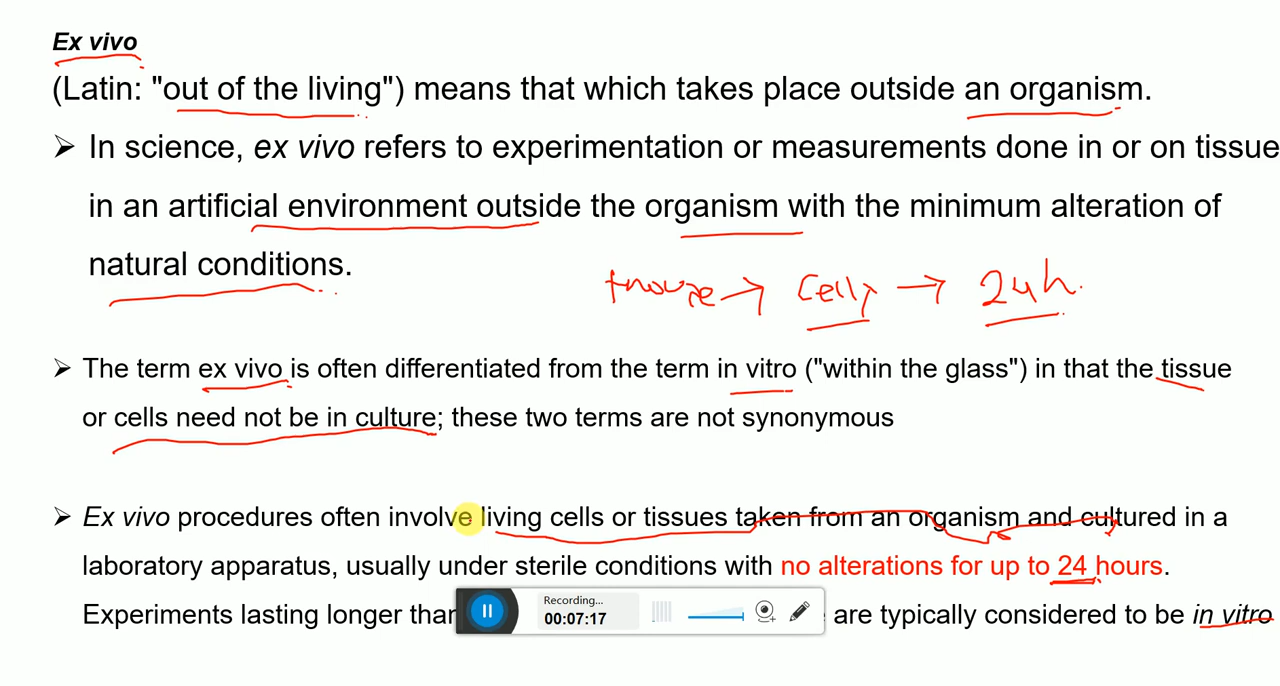 Ex vivo
(Latin: "out of the living") means that which takes place outside an organism.
➢ In science, ex vivo refers to experimentation or measurements done in or on tissue
in an artificial environment outside the organism with the minimum alteration of
natural conditions.
→ cells → 24h.
➢ The term ex vivo is often differentiated from the term in vitro ("within the glass") in that the tissue
or cells need not be in culture; these two terms are not synonymous
➢ Ex vivo procedures often involve living cells or tissues taken from an organism and cultured in a
laboratory apparatus, usually under sterile conditions with no alterations for up to 24 hours.
Experiments lasting longer than are typically considered to be in vitro
Recording...
00:07:17